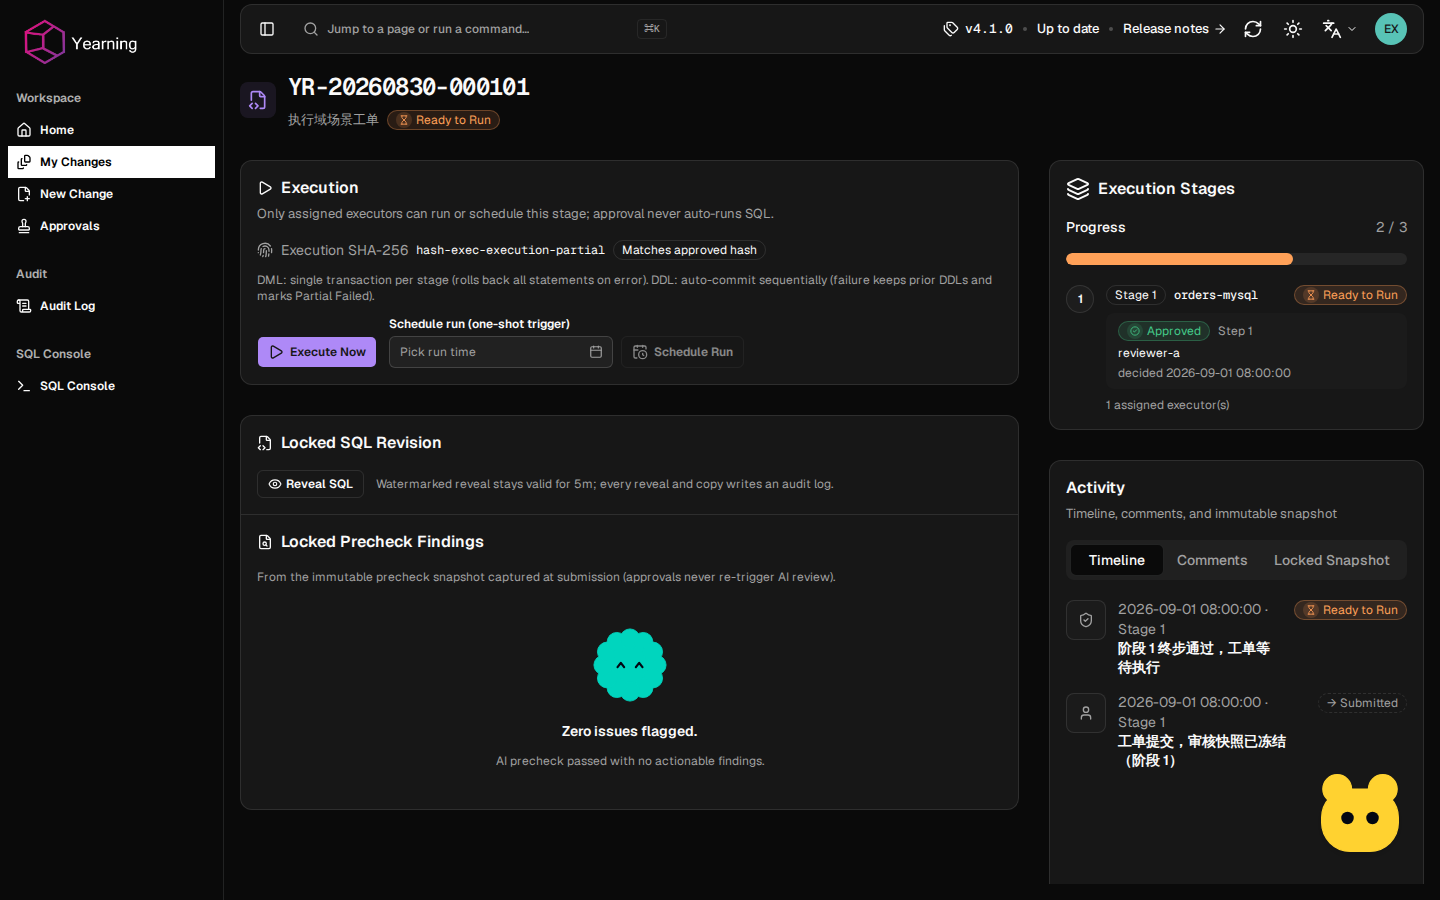 Yearning
Workspace
Home
My Changes
New Change
Approvals
Audit
Audit Log
SQL Console
SQL Console
Jump to a page or run a command...
⌘K
v4.1.0 • Up to date • Release notes →
EX
YR-20260830-000101
执行域场景工单
Ready to Run
Execution
Only assigned executors can run or schedule this stage; approval never auto-runs SQL.
Execution SHA-256 hash-exec-execution-partial Matches approved hash
DML: single transaction per stage (rolls back all statements on error). DDL: auto-commit sequentially (failure keeps prior DDLs and
marks Partial Failed).
Schedule run (one-shot trigger)
Execute Now
Pick run time
Schedule Run
Locked SQL Revision
Reveal SQL
Watermarked reveal stays valid for 5m; every reveal and copy writes an audit log.
Locked Precheck Findings
From the immutable precheck snapshot captured at submission (approvals never re-trigger AI review).
Zero issues flagged.
AI precheck passed with no actionable findings.
Execution Stages
Progress
2 / 3
1
Stage 1
orders-mysql
Ready to Run
Approved
Step 1
reviewer-a
decided 2026-09-01 08:00:00
1 assigned executor(s)
Activity
Timeline, comments, and immutable snapshot
Timeline
Comments
Locked Snapshot
2026-09-01 08:00:00 ·
Stage 1
Ready to Run
阶段 1 终步通过，工单等
待执行
2026-09-01 08:00:00 ·
Stage 1
→ Submitted
工单提交，审核快照已冻结
（阶段 1）